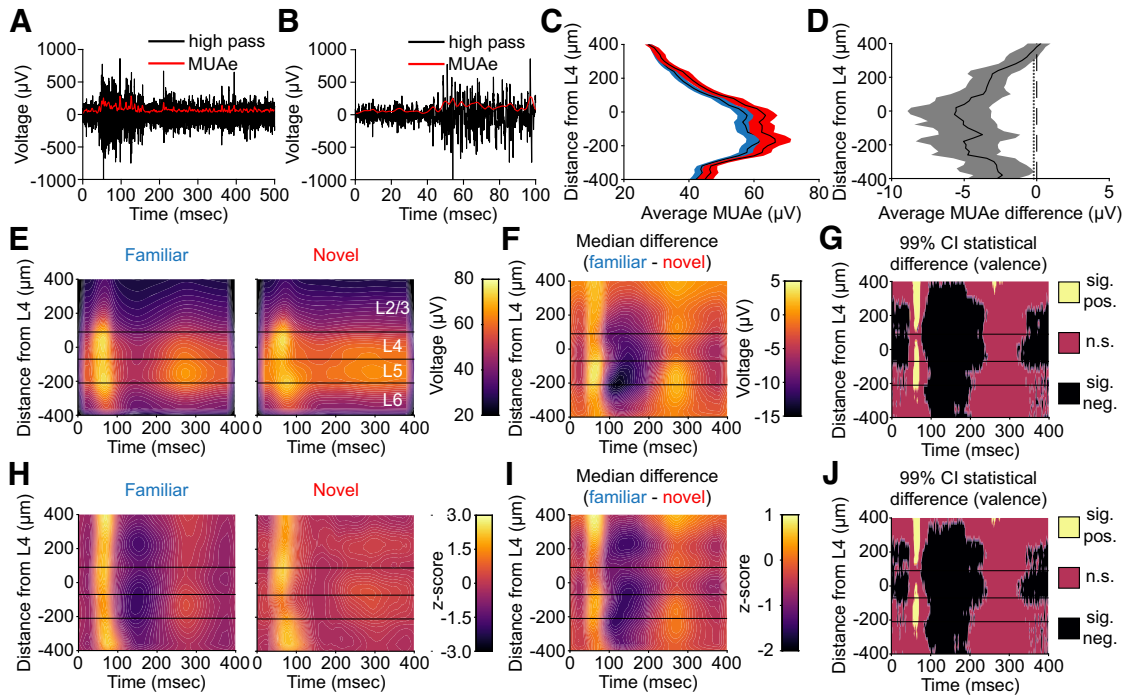 A
high pass
MUAe
Voltage (µV)
1000
500
0
-500
-1000
0 100 200 300 400 500
Time (msec)
B
high pass
MUAe
Voltage (µV)
1000
500
0
-500
-1000
0 20 40 60 80 100
Time (msec)
C
Distance from L4 (µm)
400
200
0
-200
-400
20 40 60 80
Average MUAe (µV)
D
Distance from L4 (µm)
400
200
0
-200
-400
-10 -5 0 5
Average MUAe difference (µV)
E
Familiar
Novel
Distance from L4 (µm)
400
200
0
-200
-400
0 100 200 300 400
Time (msec)
L2/3
L4
L5
L6
0 100 200 300 400
Time (msec)
Voltage (µV)
80
60
40
20
F
Median difference
(familiar - novel)
Distance from L4 (µm)
400
200
0
-200
-400
0 100 200 300 400
Time (msec)
Voltage (µV)
5
0
-5
-10
-15
G
99% CI statistical
difference (valence)
Distance from L4 (µm)
400
200
0
-200
-400
0 100 200 300 400
Time (msec)
sig.
pos.
n.s.
sig.
neg.
H
Familiar
Novel
Distance from L4 (µm)
400
200
0
-200
-400
0 100 200 300 400
Time (msec)
0 100 200 300 400
Time (msec)
z-score
3.0
1.5
0
-1.5
-3.0
I
Median difference
(familiar - novel)
Distance from L4 (µm)
400
200
0
-200
-400
0 100 200 300 400
Time (msec)
z-score
1
0
-1
-2
J
99% CI statistical
difference (valence)
Distance from L4 (µm)
400
200
0
-200
-400
0 100 200 300 400
Time (msec)
sig.
pos.
n.s.
sig.
neg.